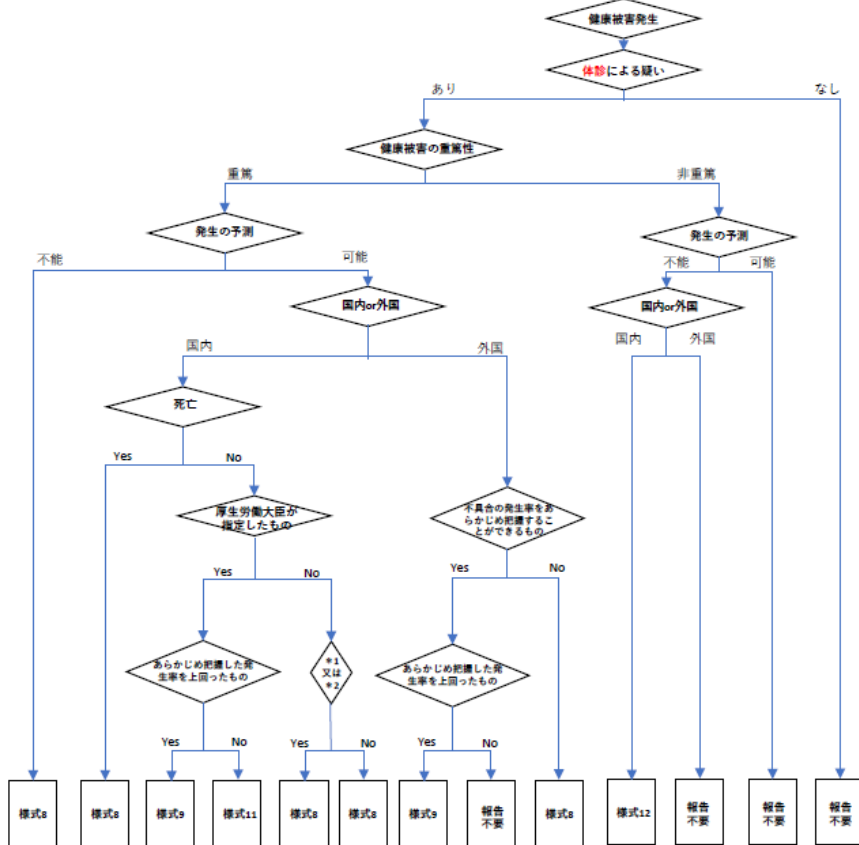 健康被害発生
体診による疑い
あり
なし
健康被害の重篤性
重篤
非重篤
発生の予測
発生の予測
不能
可能
不能
可能
国内or外国
国内or外国
国内
外国
国内
外国
死亡
Yes
No
厚生労働大臣が
指定したもの
不具合の発生率をあ
らかじめ把握するこ
とができるもの
Yes
No
Yes
No
あらかじめ把握した発
生率を上回ったもの
*1
又は
*2
あらかじめ把握した発
生率を上回ったもの
Yes
No
Yes
No
Yes
No
様式8
様式8
様式9
様式11
様式8
様式8
様式9
報告
不要
様式8
様式12
報告
不要
報告
不要
報告
不要